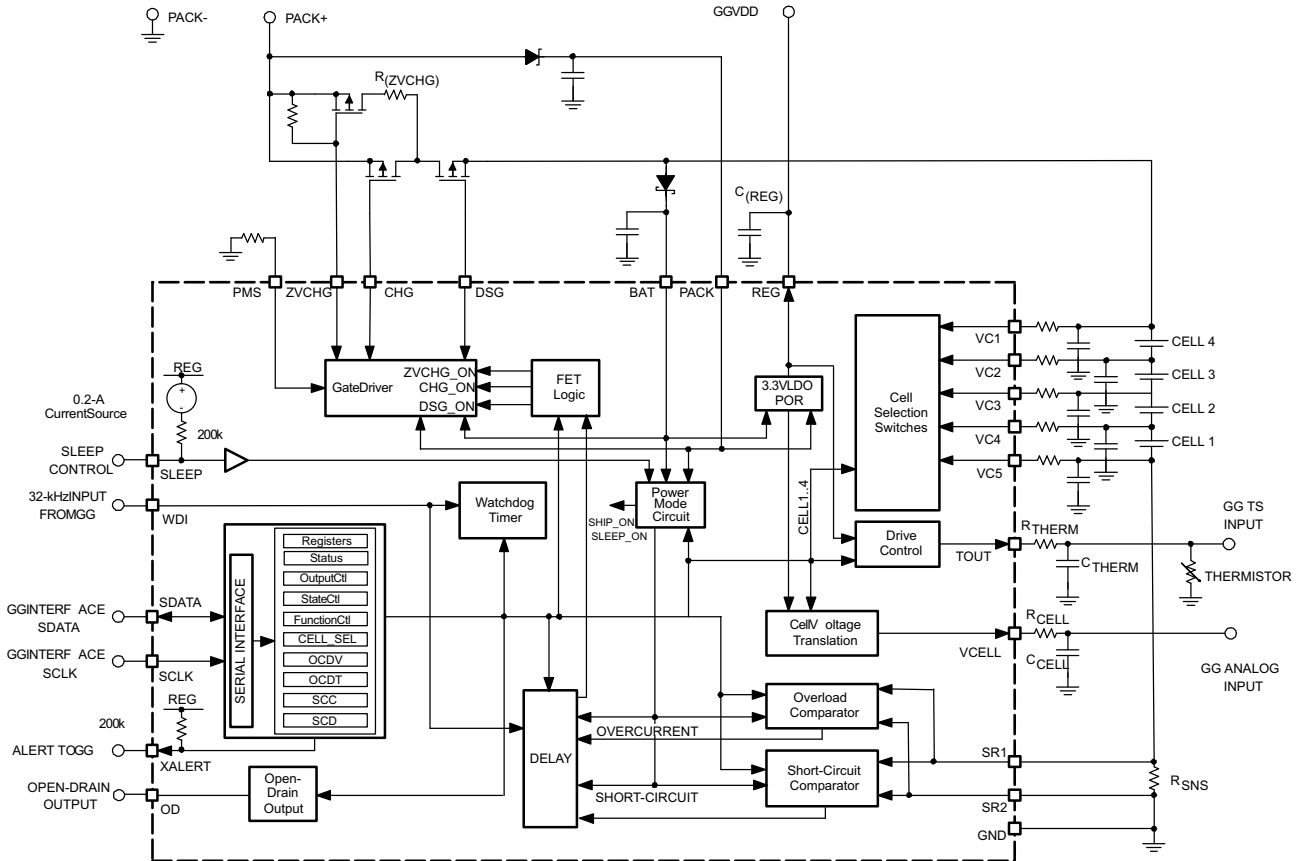 PACK-
PACK+
GGVDD
R(ZVCHG)
C(REG)
PMS
ZVCHG
CHG
DSG
BAT
PACK
REG
REG
0.2-A
CurrentSource
200k
SLEEP
CONTROL
SLEEP
32-kHzINPUT
FROMGG
WDI
GateDriver
ZVCHG_ON
CHG_ON
DSG_ON
FET
Logic
3.3VLDO
POR
Cell
Selection
Switches
VC1
VC2
VC3
VC4
VC5
CELL 4
CELL 3
CELL 2
CELL 1
Watchdog
Timer
SHIP_ON
SLEEP_ON
Power
Mode
Circuit
CELL1..4
Drive
Control
TOUT
RTHERM
CTHERM
GG TS
INPUT
THERMISTOR
GGINTERF ACE
SDATA
SDATA
GGINTERF ACE
SCLK
SCLK
SERIAL INTERFACE
Registers
Status
OutputCtl
StateCtl
FunctionCtl
CELL_SEL
OCDV
OCDT
SCC
SCD
CellV oltage
Translation
VCELL
RCELL
CCELL
GG ANALOG
INPUT
REG
200k
ALERT TOGG
XALERT
OPEN-DRAIN
OUTPUT
OD
Open-
Drain
Output
DELAY
OVERCURRENT
SHORT-CIRCUIT
Overload
Comparator
Short-Circuit
Comparator
SR1
SR2
GND
RSNS